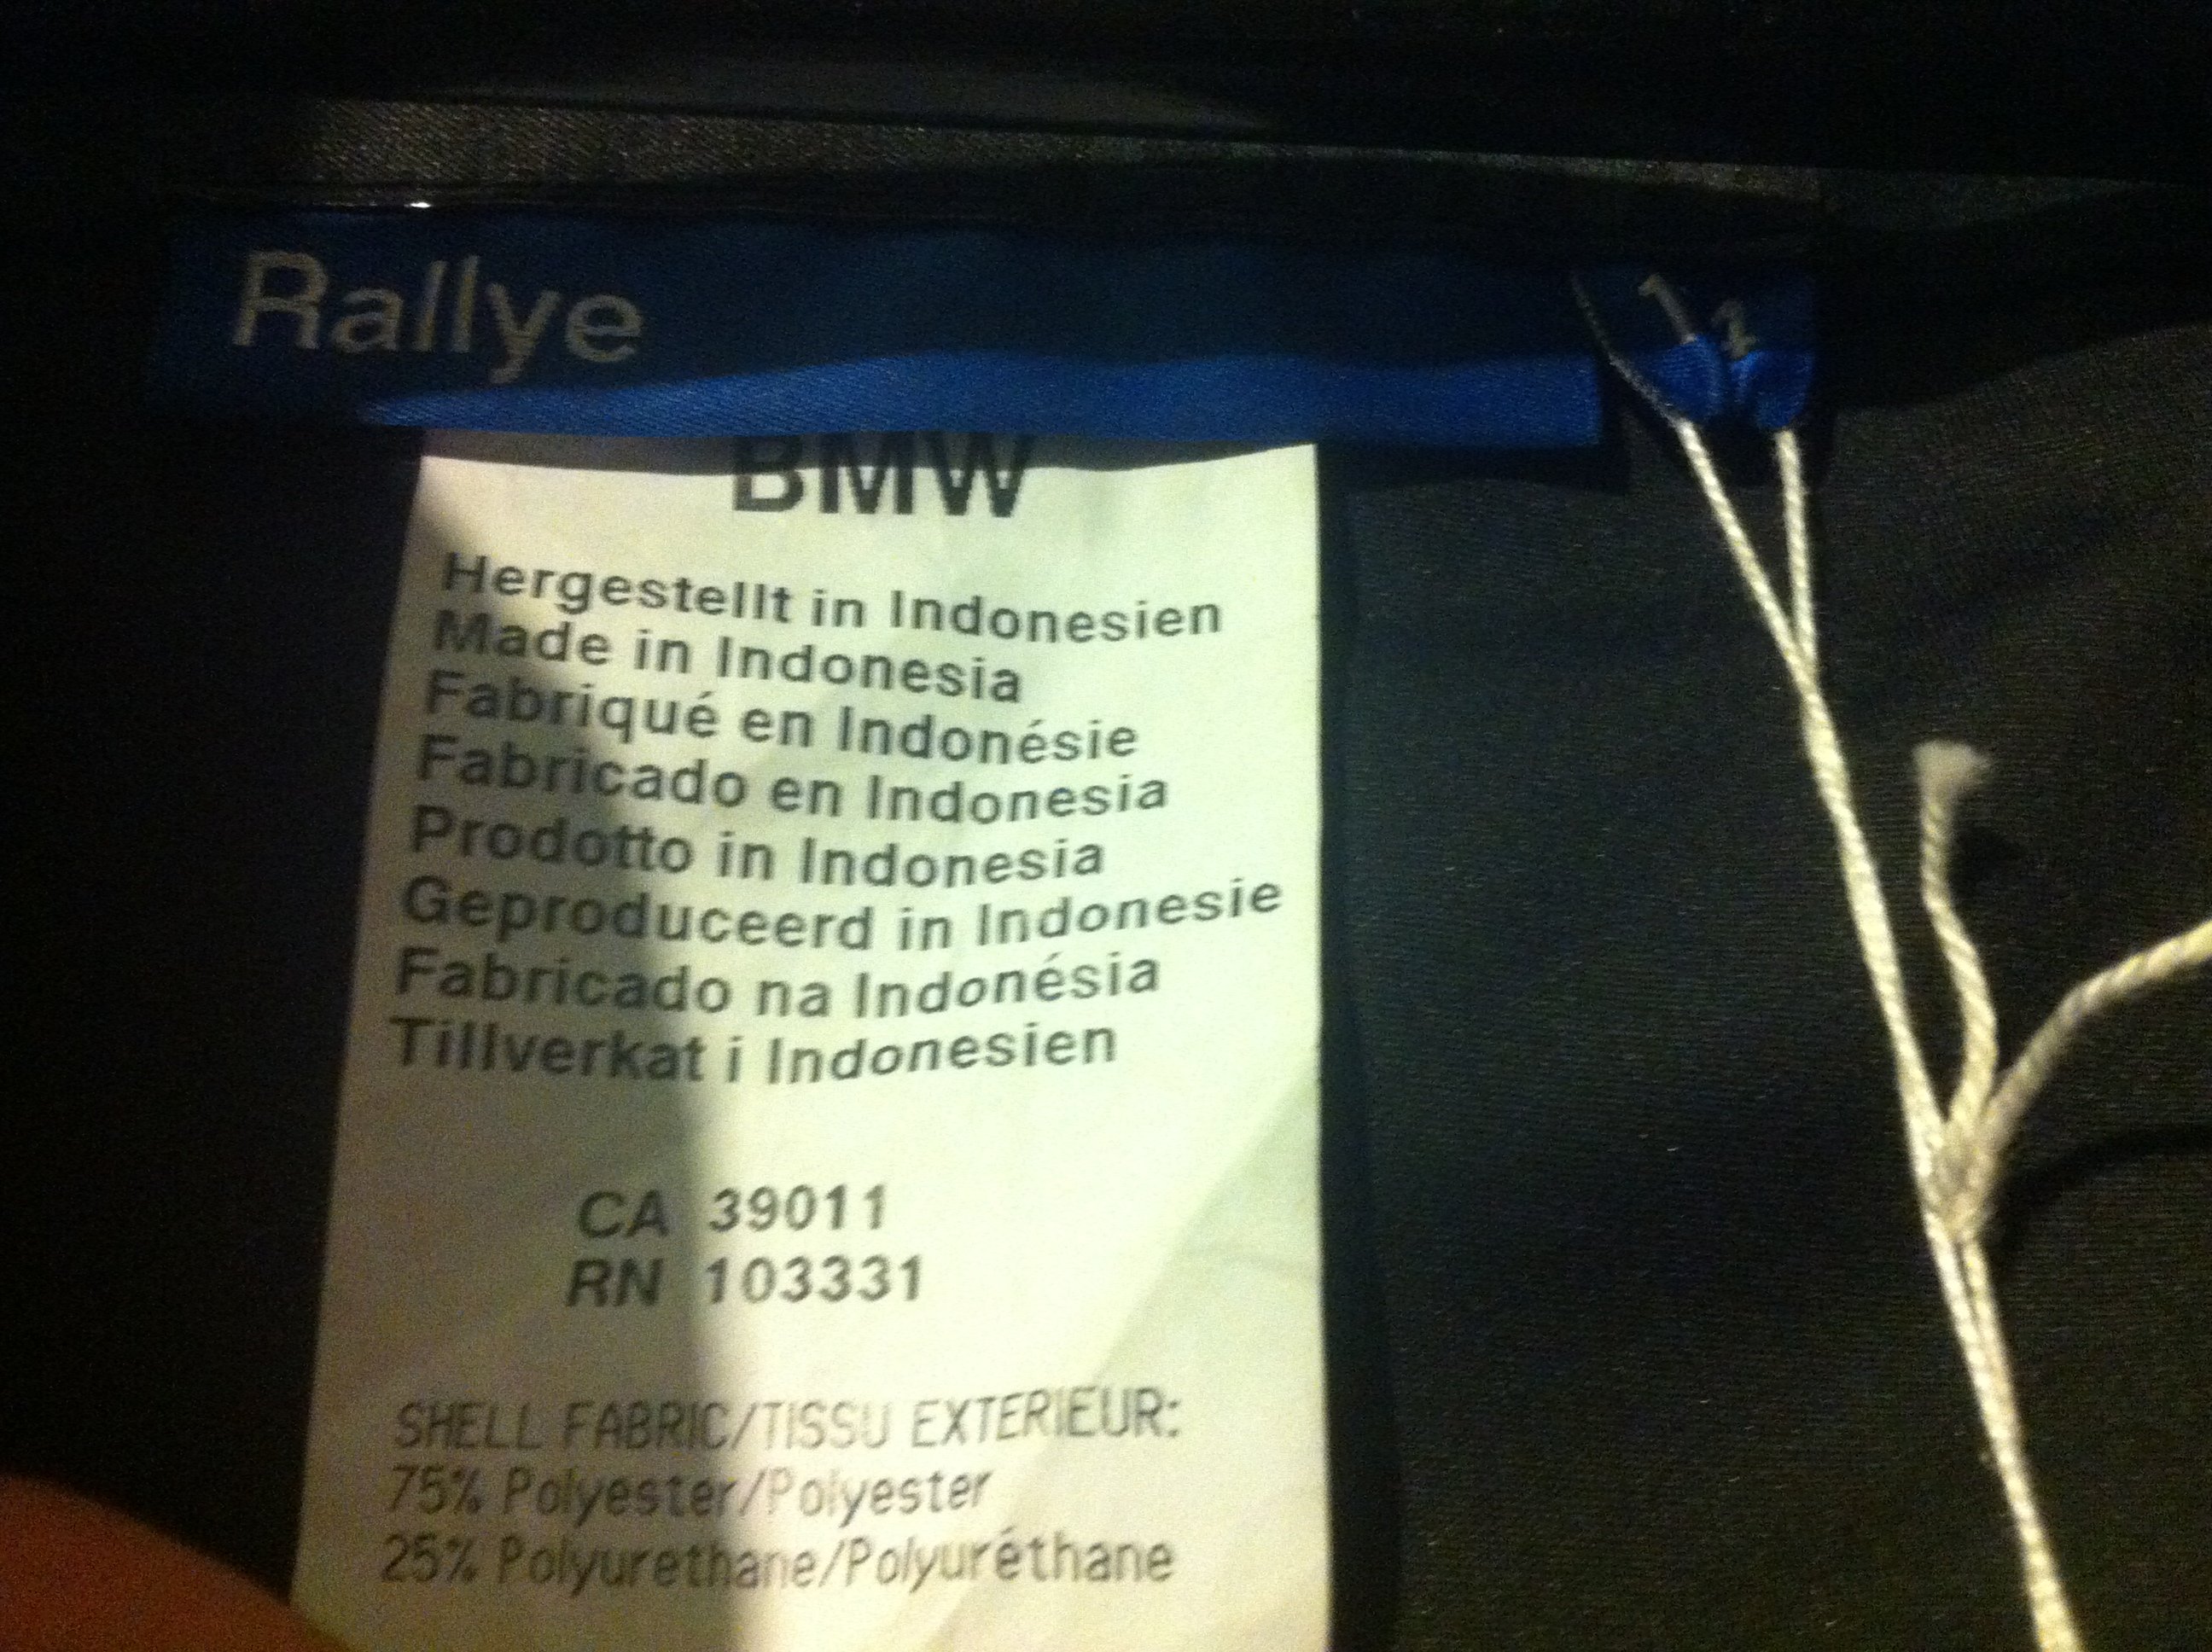 Rallye
BMW
Hergestellt in Indonesien
Made in Indonesia
Fabriqué en Indonésie
Fabricado en Indonesia
Prodotto in Indonesia
Geproduceerd in Indonesie
Fabricado na Indonésia
Tillverkat i Indonesien
CA 39011
RN 103331
SHELL FABRIC/TISSU EXTERIEUR:
75% Polyester/Polyester
25% Polyurethane/Polyuréthane